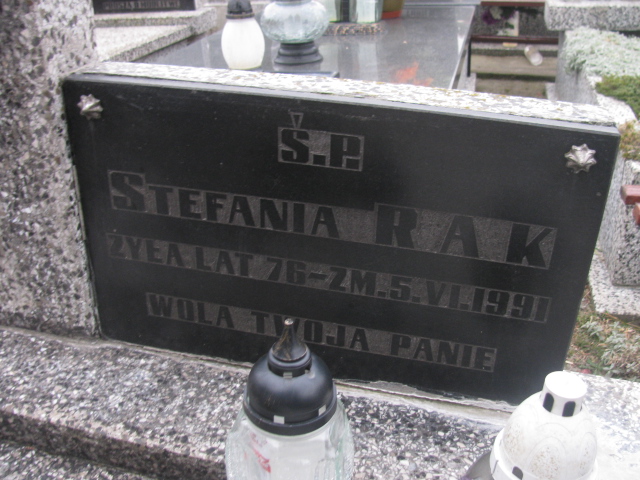 Ś.P.
STEFANIA RAK
ŻYŁA LAT 76-ZM.5.VI.1991
WOLA TWOJA PANIE